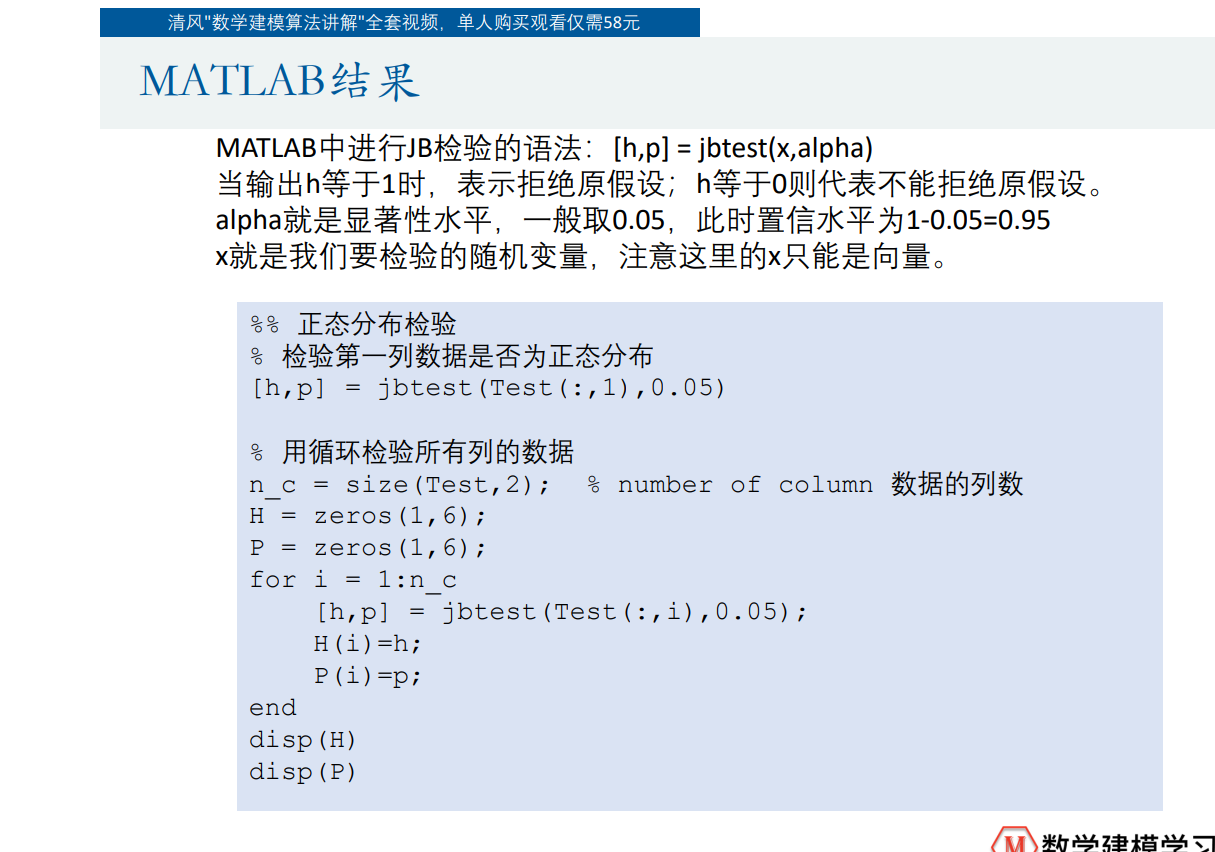 清风"数学建模算法讲解"全套视频，单人购买观看仅需58元
MATLAB结果
MATLAB中进行JB检验的语法：[h,p] = jbtest(x,alpha)
当输出h等于1时，表示拒绝原假设；h等于0则代表不能拒绝原假设。
alpha就是显著性水平，一般取0.05，此时置信水平为1-0.05=0.95
x就是我们要检验的随机变量，注意这里的x只能是向量。
%% 正态分布检验
% 检验第一列数据是否为正态分布
[h,p] = jbtest(Test(:,1),0.05)
% 用循环检验所有列的数据
n_c = size(Test,2);  % number of column 数据的列数
H = zeros(1,6);
P = zeros(1,6);
for i = 1:n_c
    [h,p] = jbtest(Test(:,i),0.05);
    H(i)=h;
    P(i)=p;
end
disp(H)
disp(P)
M 数学建模学习